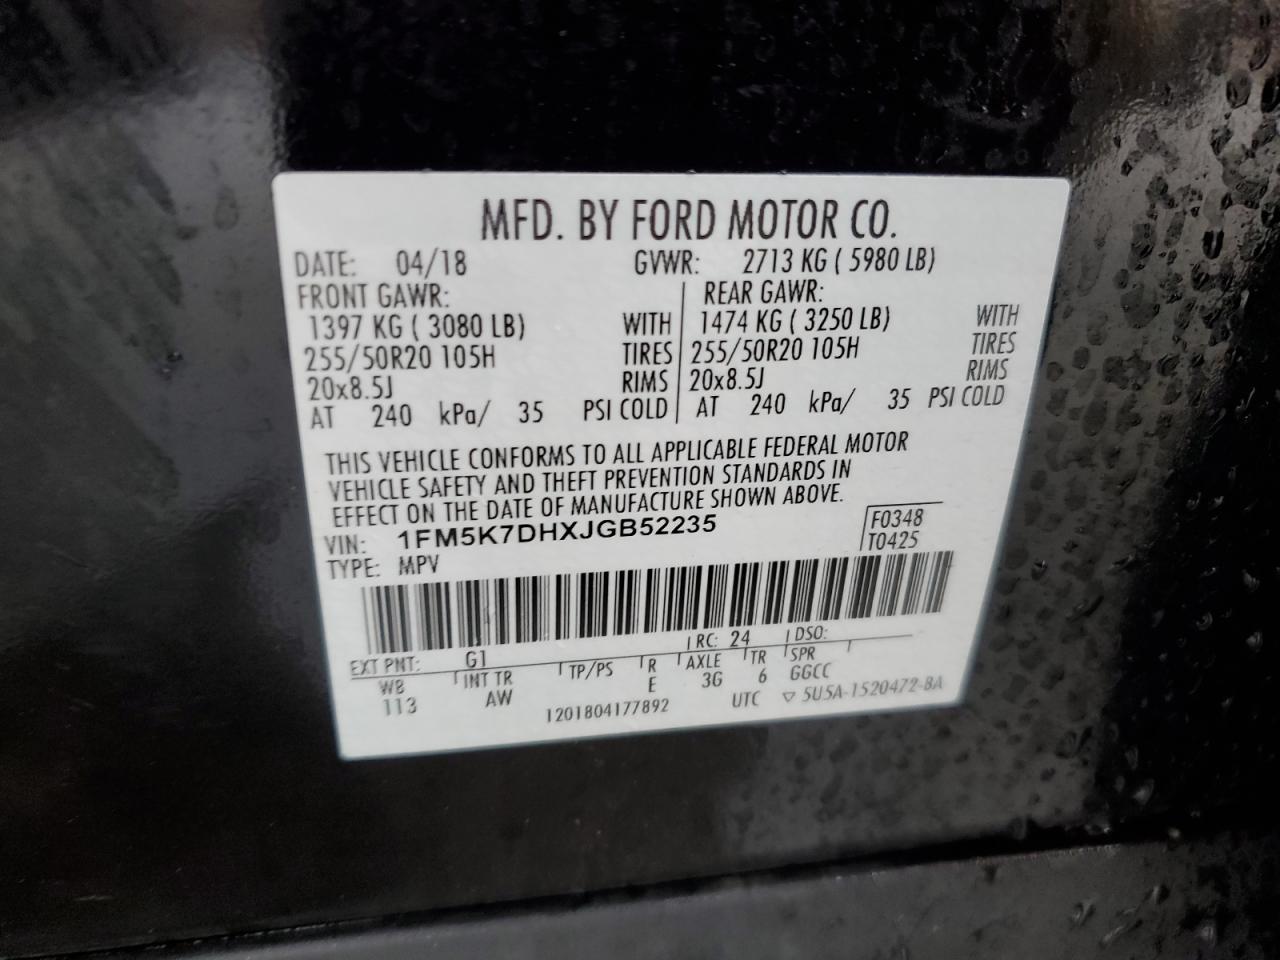 MFD. BY FORD MOTOR CO.
DATE: 04/18 GVWR: 2713 KG ( 5980 LB)
FRONT GAWR: REAR GAWR:
1397 KG ( 3080 LB) WITH 1474 KG ( 3250 LB) WITH
255/50R20 105H TIRES 255/50R20 105H TIRES
20x8.5J RIMS 20x8.5J RIMS
AT 240 kPa/ 35 PSI COLD AT 240 kPa/ 35 PSI COLD
THIS VEHICLE CONFORMS TO ALL APPLICABLE FEDERAL MOTOR
VEHICLE SAFETY AND THEFT PREVENTION STANDARDS IN
EFFECT ON THE DATE OF MANUFACTURE SHOWN ABOVE.
VIN: 1FM5K7DHXJGB52235 F0348
TYPE: MPV T0425
EXT PNT: G1 RC: 24 DSO:
WB INT TR TP/PS R AXLE TR SPR
113 AW E 3G 6 GGCC
1201804177892 UTC ▽ 5U5A-1520472-BA